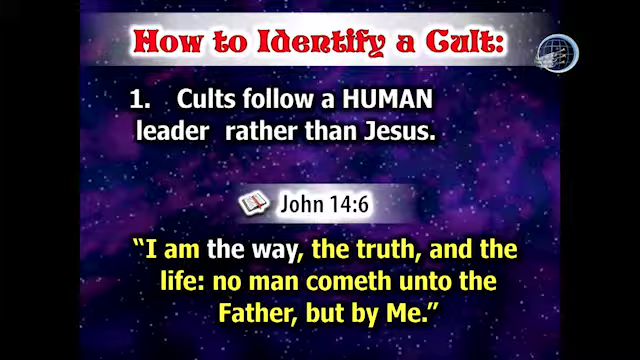 How to Identify a Cult:
1. Cults follow a HUMAN
leader rather than Jesus.
John 14:6
“I am the way, the truth, and the
life: no man cometh unto the
Father, but by Me.”